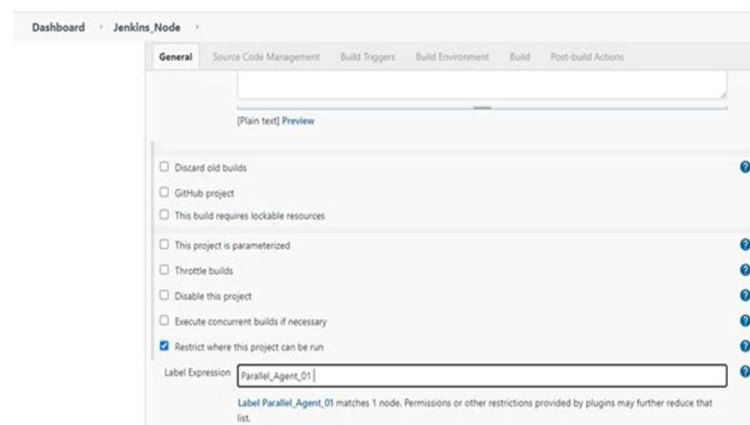 Dashboard Jenkins_Node
General Source Code Management Build Triggers Build Environment Build Post-build Actions
[Plain text] Preview
Discard old builds
?
GitHub project
This build requires lockable resources
This project is parameterized
?
Throttle builds
?
Disable this project
?
Execute concurrent builds if necessary
?
Restrict where this project can be run
?
Label Expression Parallel_Agent_01
?
Label Parallel_Agent_01 matches 1 node. Permissions or other restrictions provided by plugins may further reduce that
list.